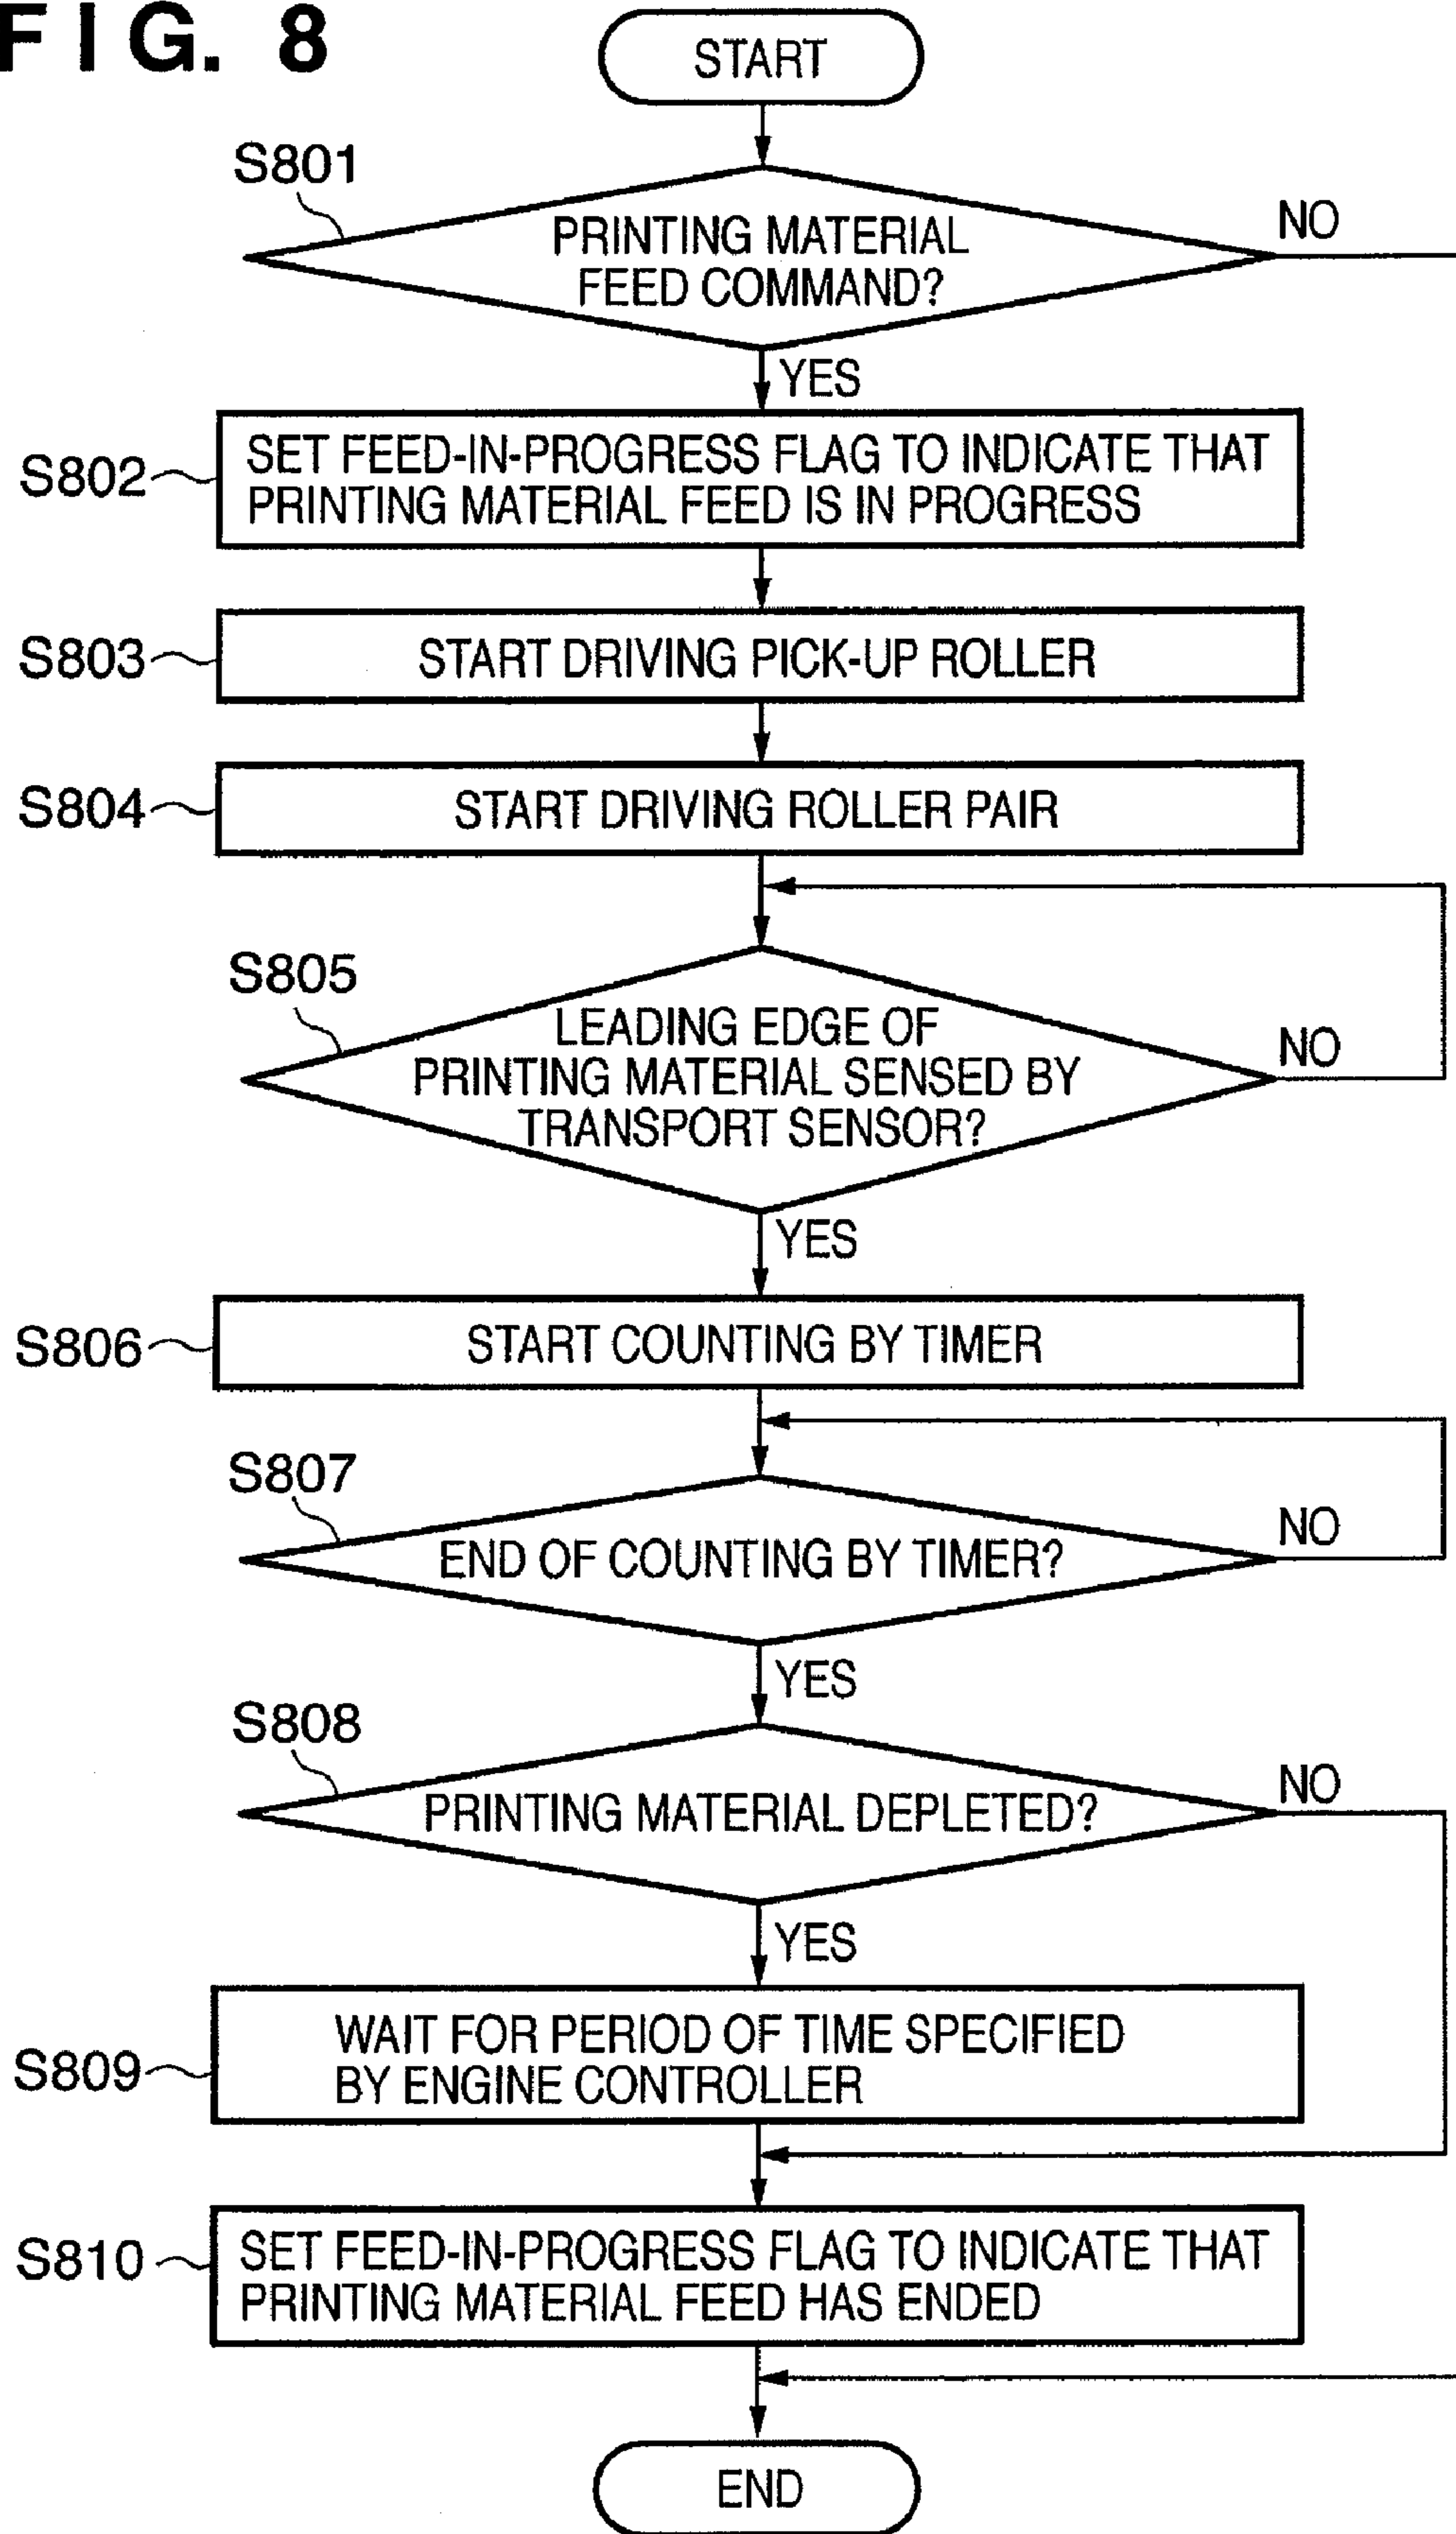 FIG. 8
START
S801
PRINTING MATERIAL
FEED COMMAND?
NO
YES
S802
SET FEED-IN-PROGRESS FLAG TO INDICATE THAT
PRINTING MATERIAL FEED IS IN PROGRESS
S803
START DRIVING PICK-UP ROLLER
S804
START DRIVING ROLLER PAIR
S805
LEADING EDGE OF
PRINTING MATERIAL SENSED BY
TRANSPORT SENSOR?
NO
YES
S806
START COUNTING BY TIMER
S807
END OF COUNTING BY TIMER?
NO
YES
S808
PRINTING MATERIAL DEPLETED?
NO
YES
S809
WAIT FOR PERIOD OF TIME SPECIFIED
BY ENGINE CONTROLLER
S810
SET FEED-IN-PROGRESS FLAG TO INDICATE THAT
PRINTING MATERIAL FEED HAS ENDED
END